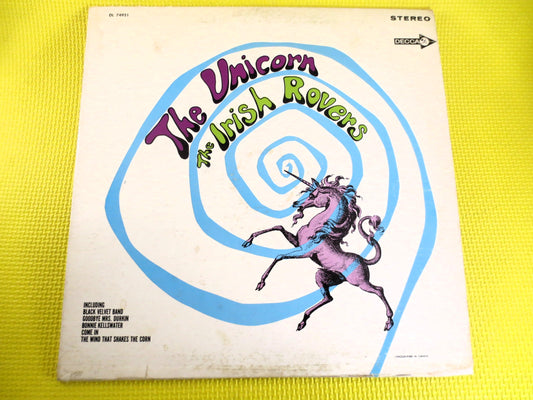 DL 74951
STEREO
DECCA
The Unicorn
The Irish Rovers
INCLUDING
BLACK VELVET BAND
GOODBYE MRS. DURKIN
BONNIE KELLSWATER
COME IN
THE WIND THAT SHAKES THE CORN